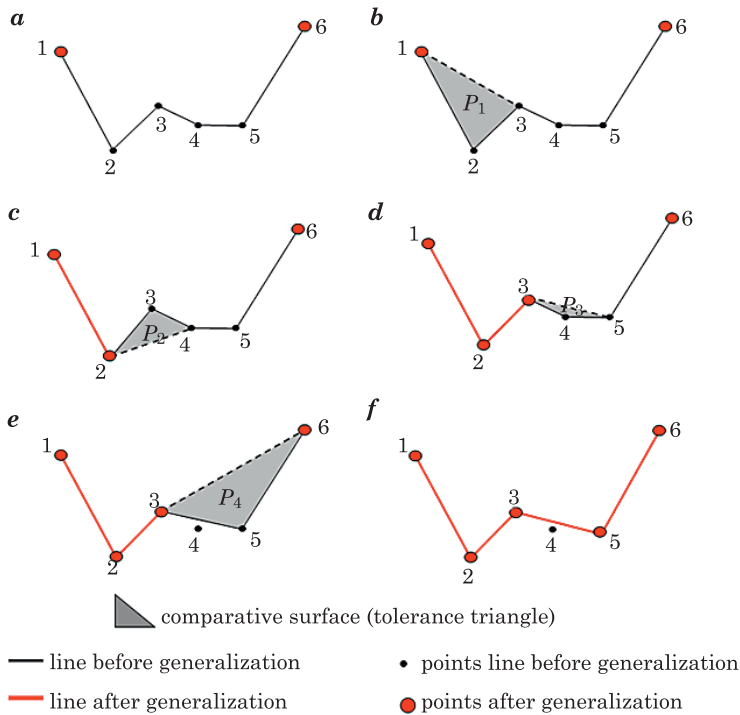 a
1
2
3
4
5
6
b
1
P1
2
3
4
5
6
c
1
2
3
P2
4
5
6
d
1
2
3
P3
4
5
6
e
1
2
3
P4
4
5
6
f
1
2
3
4
5
6
comparative surface (tolerance triangle)
line before generalization
points line before generalization
line after generalization
points after generalization